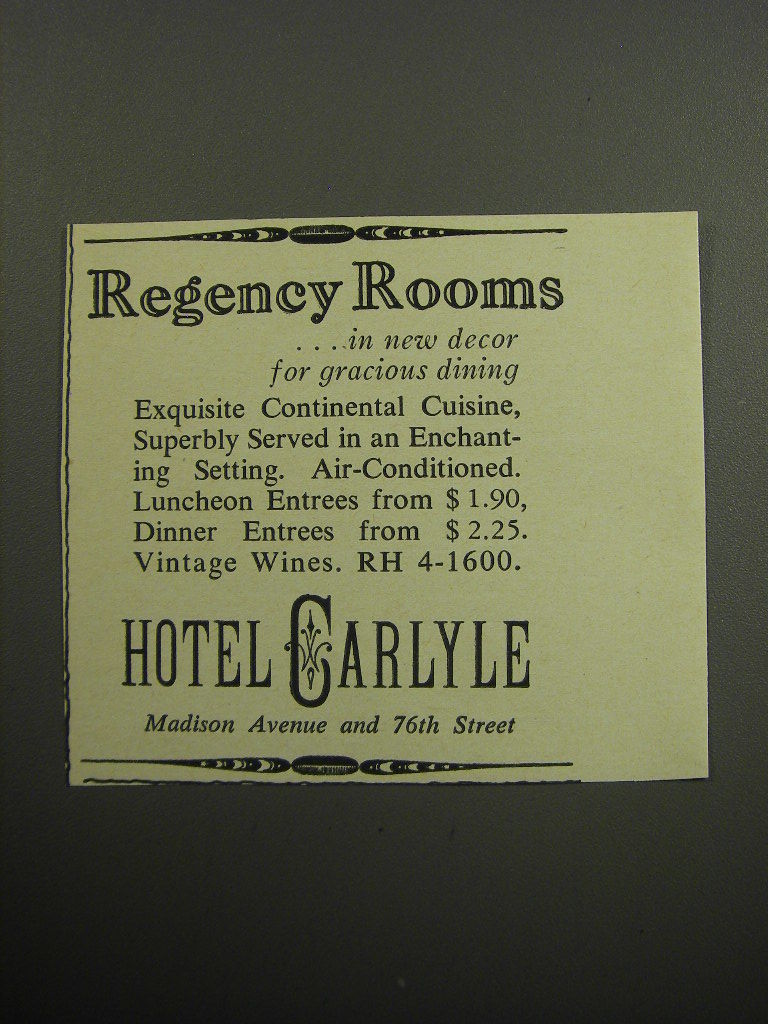 Regency Rooms
. . . .in new decor
for gracious dining
Exquisite Continental Cuisine,
Superbly Served in an Enchant-
ing Setting. Air-Conditioned.
Luncheon Entrees from $1.90,
Dinner Entrees from $2.25.
Vintage Wines. RH 4-1600.
HOTEL CARLYLE
Madison Avenue and 76th Street